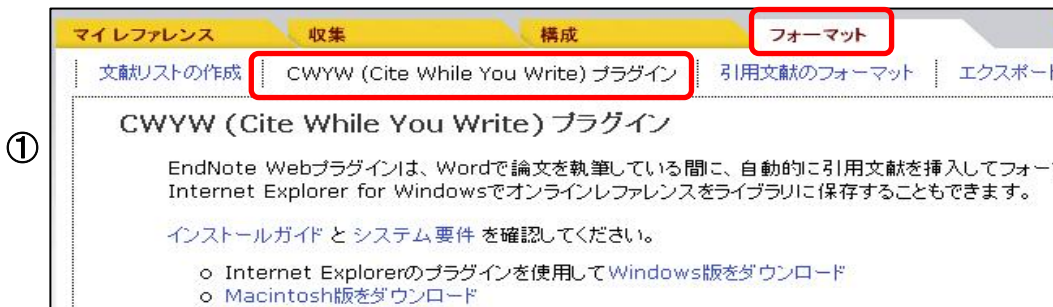 マイ レファレンス 収集 構成 フォーマット
文献リストの作成 CWYW (Cite While You Write) プラグイン 引用文献のフォーマット エクスポート
①
CWYW (Cite While You Write) プラグイン
EndNote Webプラグインは、Wordで論文を執筆している間に、自動的に引用文献を挿入してフォー
Internet Explorer for Windowsでオンラインレファレンスをライブラリに保存することもできます。
インストールガイド と システム要件 を確認してください。
o Internet Explorerのプラグインを使用してWindows版をダウンロード
o Macintosh版をダウンロード